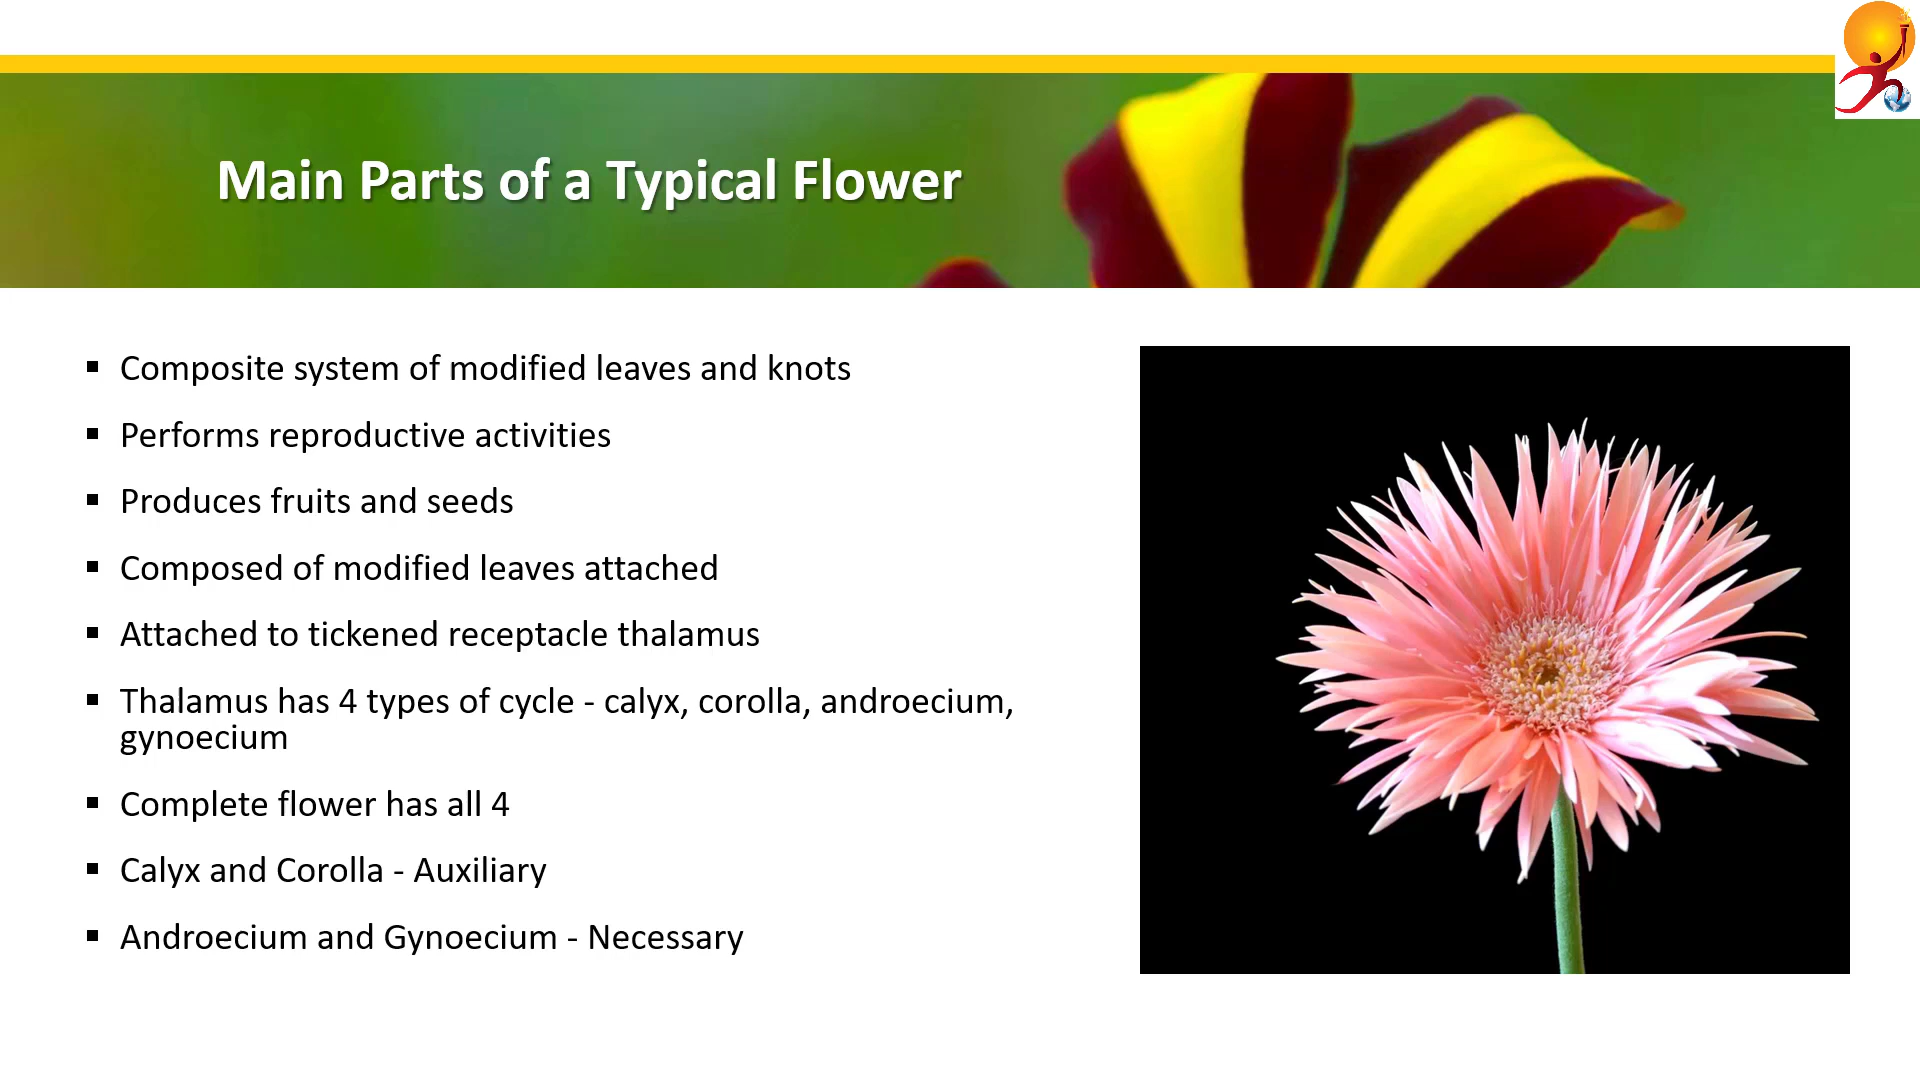 Main Parts of a Typical Flower
▪ Composite system of modified leaves and knots
▪ Performs reproductive activities
▪ Produces fruits and seeds
▪ Composed of modified leaves attached
▪ Attached to tickened receptacle thalamus
▪ Thalamus has 4 types of cycle - calyx, corolla, androecium,
gynoecium
▪ Complete flower has all 4
▪ Calyx and Corolla - Auxiliary
▪ Androecium and Gynoecium - Necessary